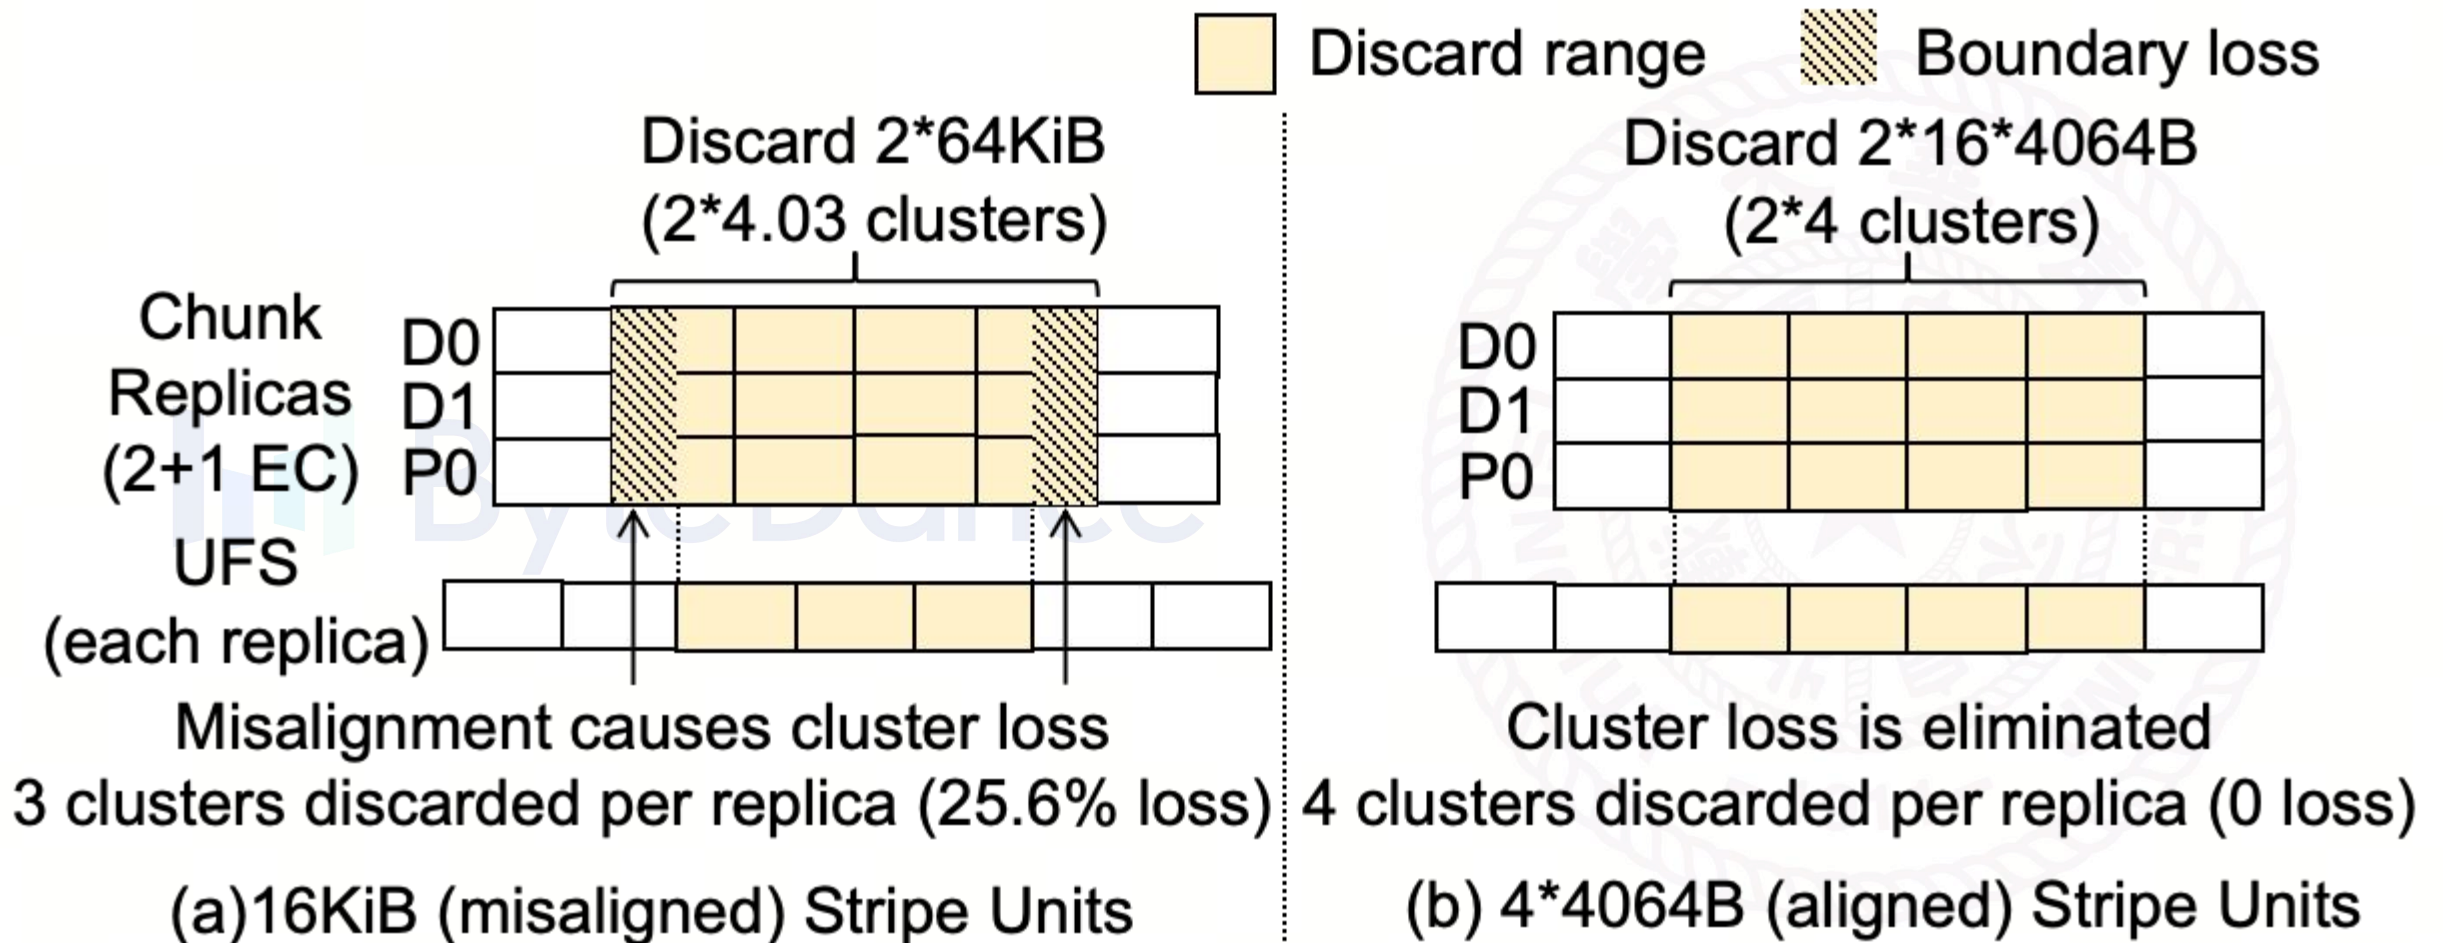 Discard range
Boundary loss
Discard 2*64KiB
(2*4.03 clusters)
Chunk
Replicas
(2+1 EC)
D0
D1
P0
UFS
(each replica)
Misalignment causes cluster loss
3 clusters discarded per replica (25.6% loss)
(a)16KiB (misaligned) Stripe Units
Discard 2*16*4064B
(2*4 clusters)
D0
D1
P0
Cluster loss is eliminated
4 clusters discarded per replica (0 loss)
(b) 4*4064B (aligned) Stripe Units
ByteDance